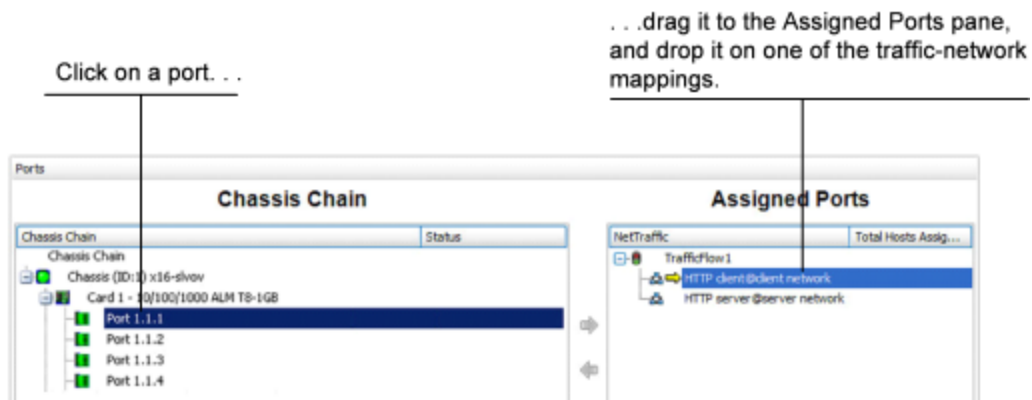 . . .drag it to the Assigned Ports pane,
and drop it on one of the traffic-network
mappings.
Click on a port. . .
Ports
Chassis Chain
Assigned Ports
Chassis Chain
Status
NetTraffic
Total Hosts Assig...
Chassis Chain
TrafficFlow1
Chassis (ID:1) x16-slvov
HTTP client@client network
Card 1 - 10/100/1000 ALM T8-1GB
HTTP server@server network
Port 1.1.1
Port 1.1.2
Port 1.1.3
Port 1.1.4